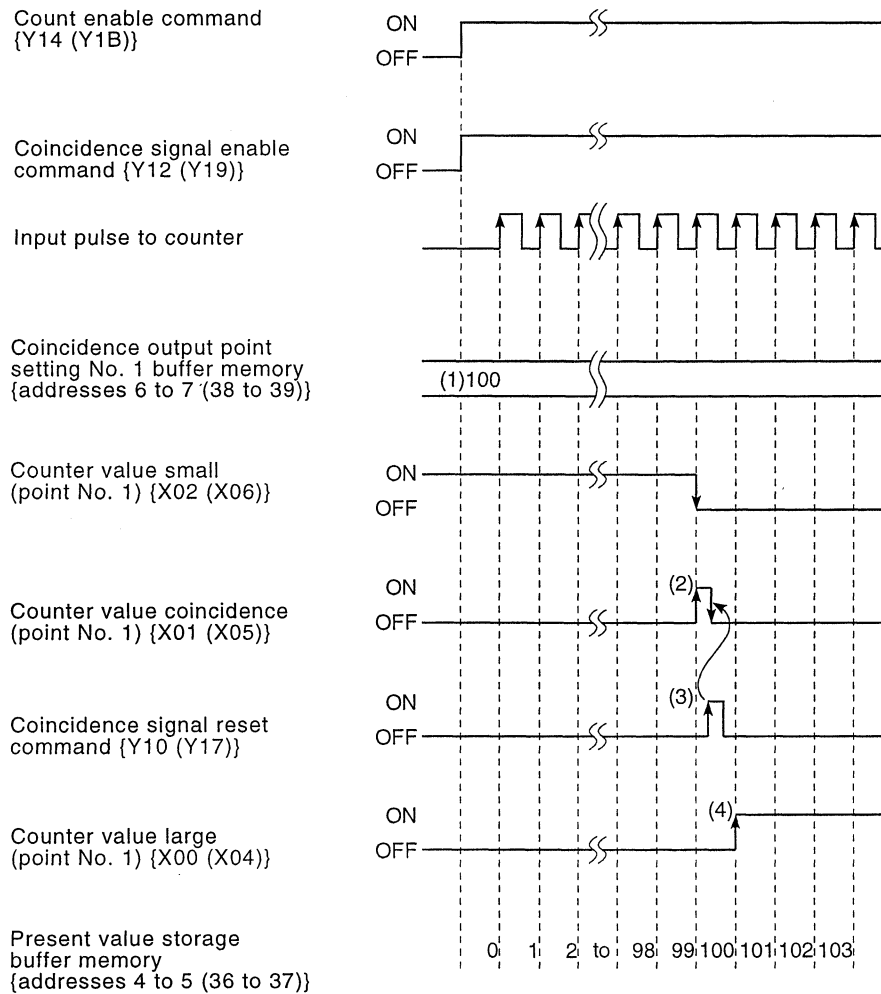 Count enable command
{Y14 (Y1B)}
ON
OFF
Coincidence signal enable
command {Y12 (Y19)}
ON
OFF
Input pulse to counter
Coincidence output point
setting No. 1 buffer memory
{addresses 6 to 7 (38 to 39)}
(1)100
Counter value small
(point No. 1) {X02 (X06)}
ON
OFF
Counter value coincidence
(point No. 1) {X01 (X05)}
ON
OFF
(2)
Coincidence signal reset
command {Y10 (Y17)}
ON
OFF
(3)
Counter value large
(point No. 1) {X00 (X04)}
ON
OFF
(4)
Present value storage
buffer memory
{addresses 4 to 5 (36 to 37)}
0 1 2 to 98 99 100 101 102 103